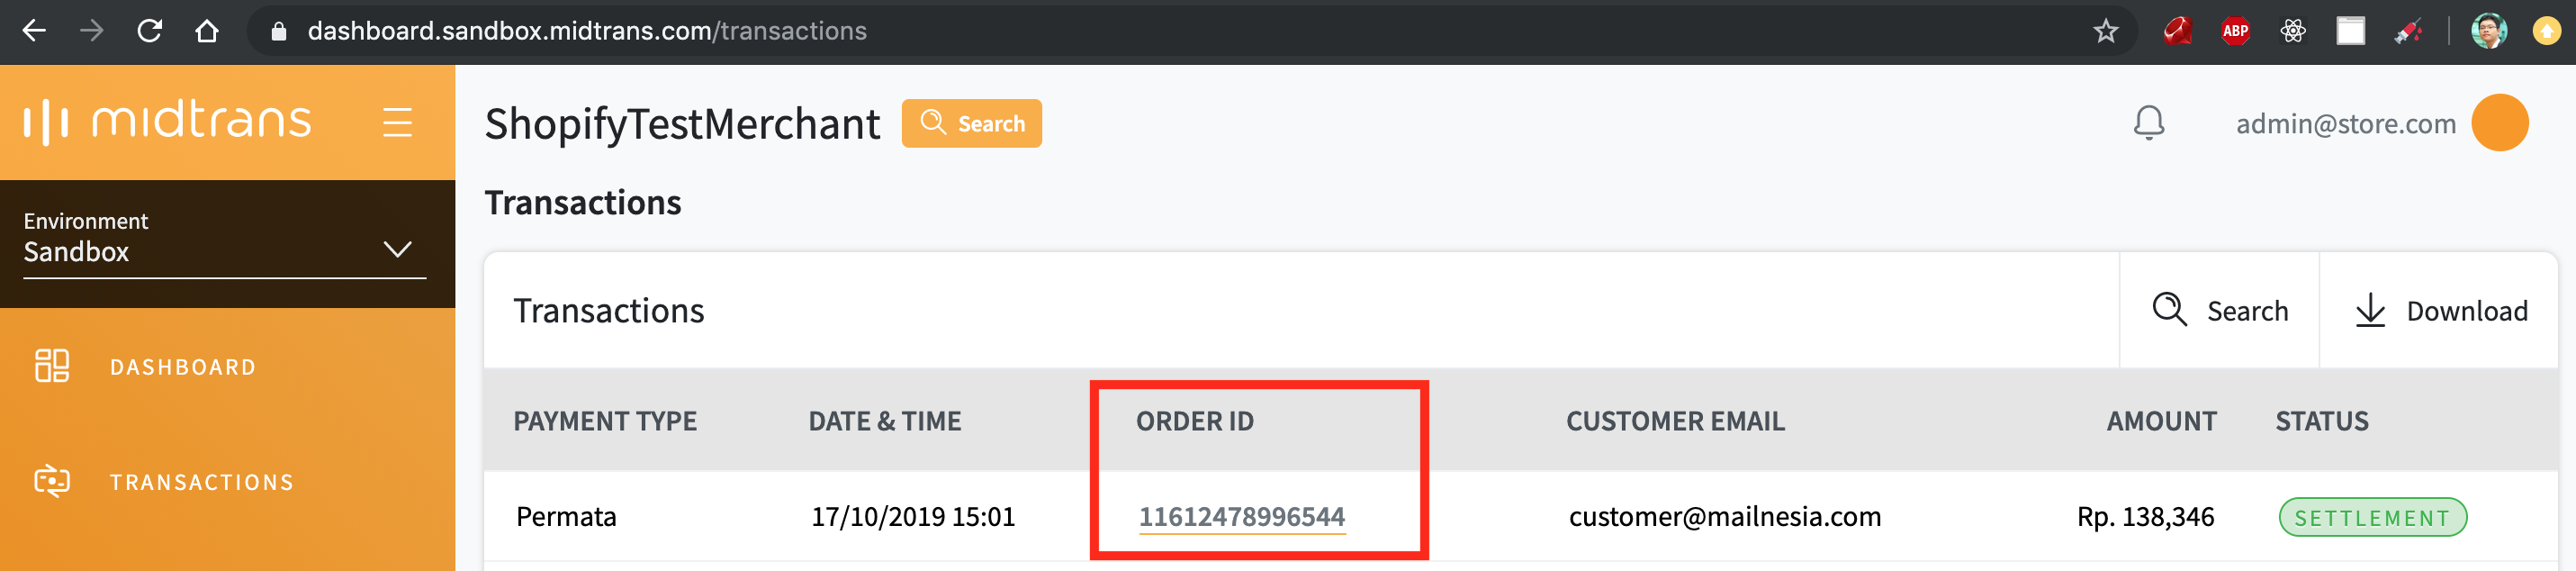 dashboard.sandbox.midtrans.com/transactions
ABP
midtrans
ShopifyTestMerchant
Search
admin@store.com
Environment
Sandbox
Transactions
Transactions
Search
Download
DASHBOARD
TRANSACTIONS
PAYMENT TYPE DATE & TIME ORDER ID CUSTOMER EMAIL AMOUNT STATUS
Permata 17/10/2019 15:01 11612478996544 customer@mailnesia.com Rp. 138,346 SETTLEMENT